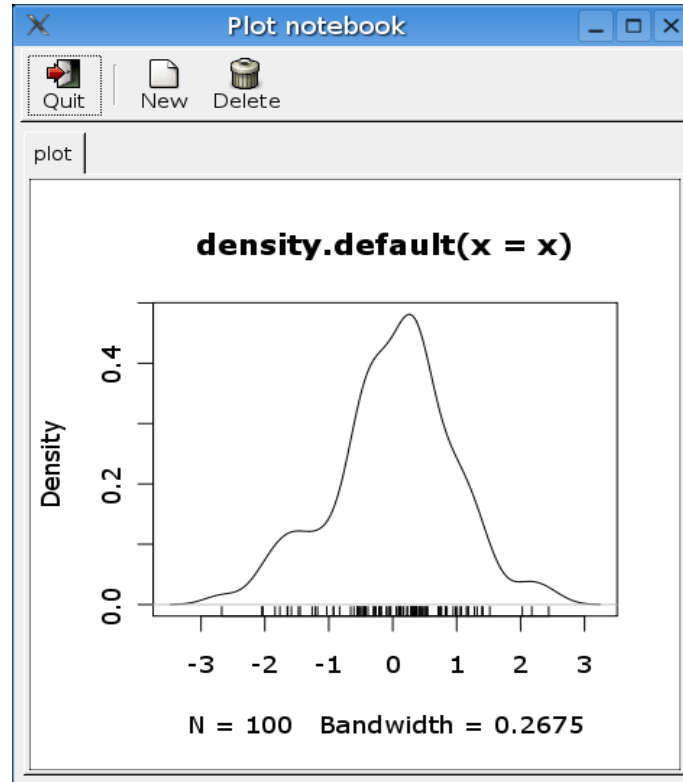 Plot notebook
Quit New Delete
plot
density.default(x = x)
Density
0.4
0.2
0.0
-3 -2 -1 0 1 2 3
N = 100 Bandwidth = 0.2675